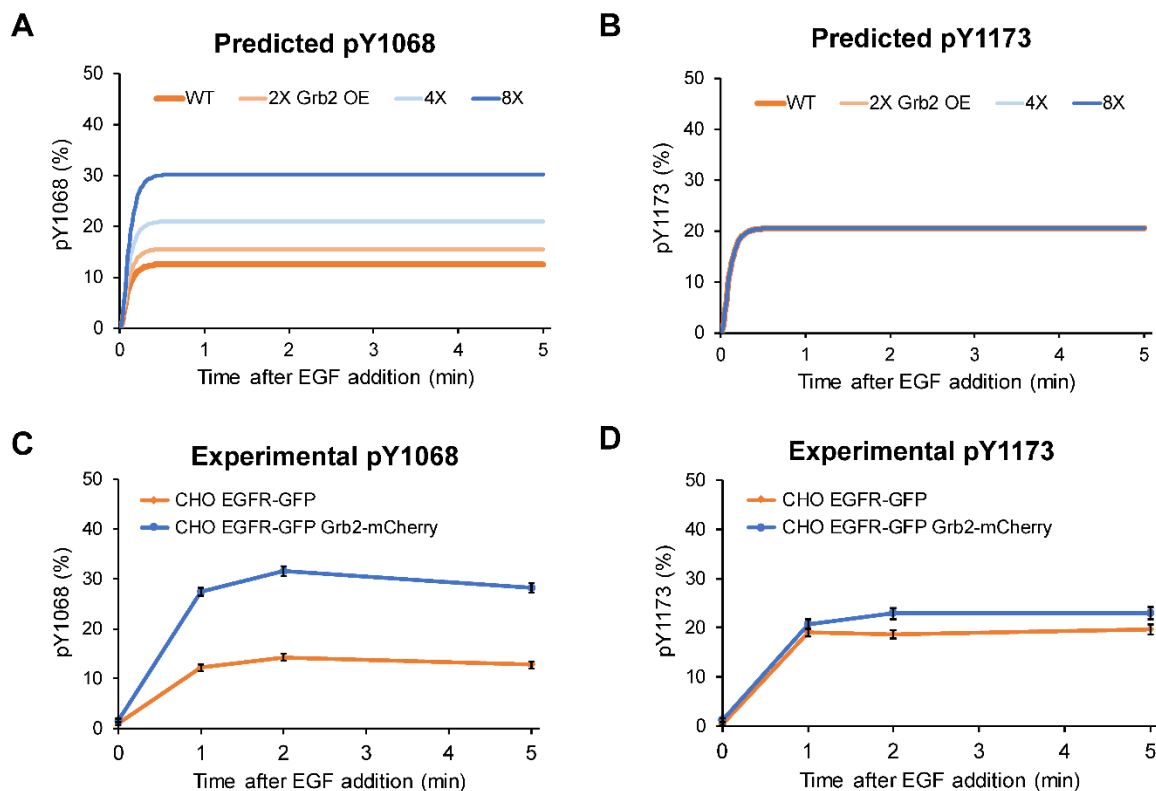 A
Predicted pY1068
WT 2X Grb2 OE 4X 8X
pY1068 (%)
50
40
30
20
10
0
0 1 2 3 4 5
Time after EGF addition (min)
B
Predicted pY1173
WT 2X Grb2 OE 4X 8X
pY1173 (%)
50
40
30
20
10
0
0 1 2 3 4 5
Time after EGF addition (min)
C
Experimental pY1068
CHO EGFR-GFP
CHO EGFR-GFP Grb2-mCherry
pY1068 (%)
50
40
30
20
10
0
0 1 2 3 4 5
Time after EGF addition (min)
D
Experimental pY1173
CHO EGFR-GFP
CHO EGFR-GFP Grb2-mCherry
pY1173 (%)
50
40
30
20
10
0
0 1 2 3 4 5
Time after EGF addition (min)